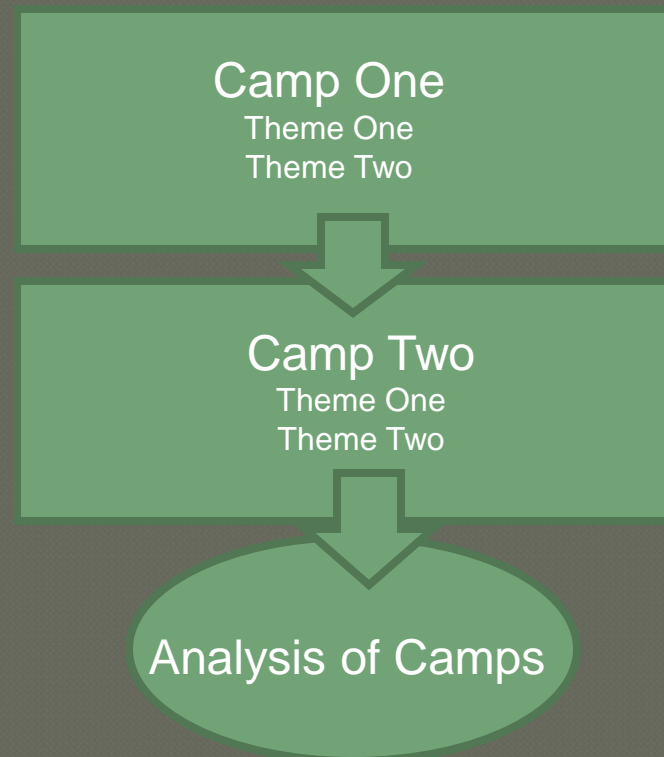 Camp One
Theme One
Theme Two
Camp Two
Theme One
Theme Two
Analysis of Camps